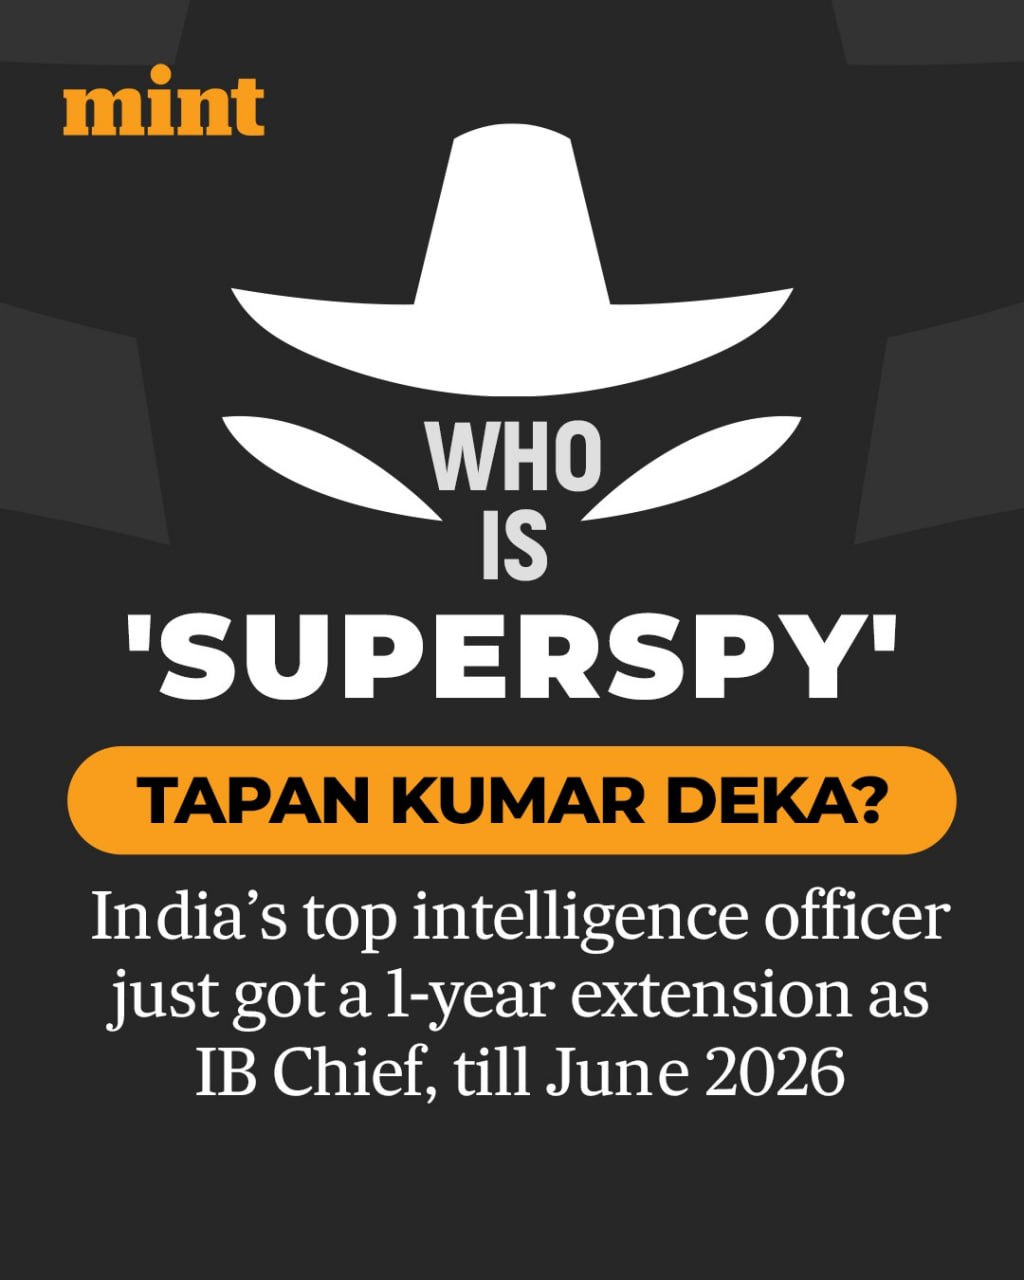 mint
WHO
IS
'SUPERSPY'
TAPAN KUMAR DEKA?
India’s top intelligence officer
just got a 1-year extension as
IB Chief, till June 2026